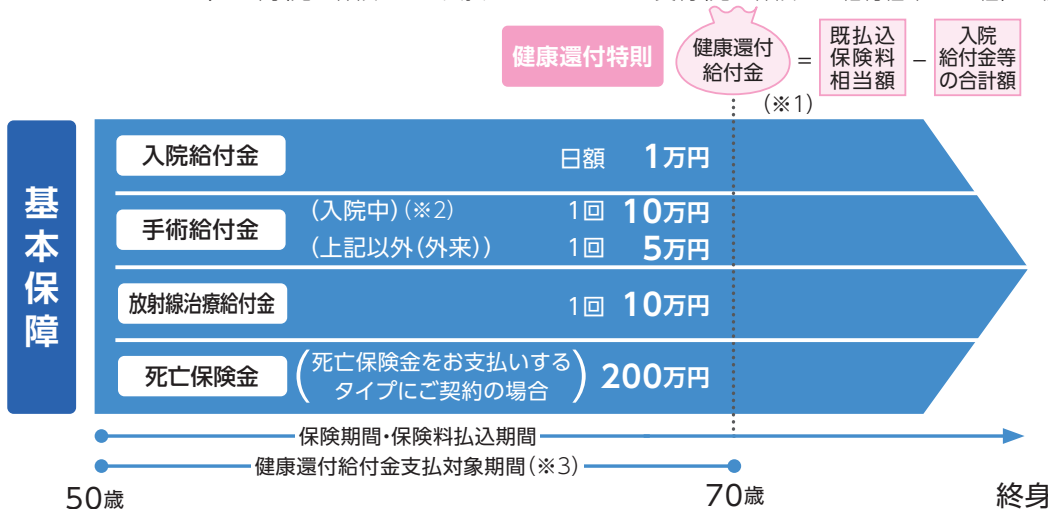 健康還付特則
健康還付
給付金
=
既払込
保険料
相当額
−
入院
給付金等
の合計額
(※1)
基本保障
入院給付金 日額 1万円
手術給付金 (入院中)(※2) 1回 10万円
(上記以外(外来)) 1回 5万円
放射線治療給付金 1回 10万円
死亡保険金 (死亡保険金をお支払いする
タイプにご契約の場合) 200万円
保険期間・保険料払込期間
健康還付給付金支払対象期間(※3)
50歳 70歳 終身